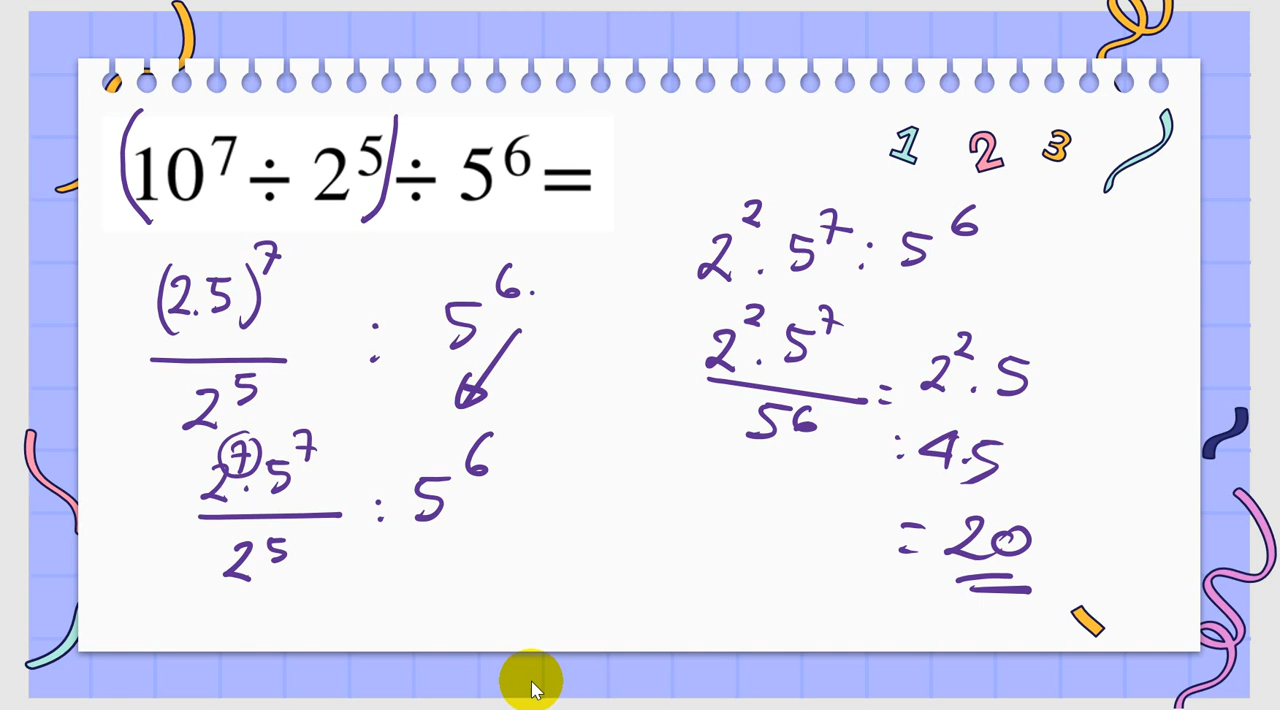 (10⁷ ÷ 2⁵) ÷ 5⁶ =
1 2 3
(2.5)⁷ / 2⁵ : 5⁶.
2⁷.5⁷ / 2⁵ : 5⁶
2².5⁷ : 5⁶
2².5⁷ / 5⁶ = 2².5
: 4.5
= 20